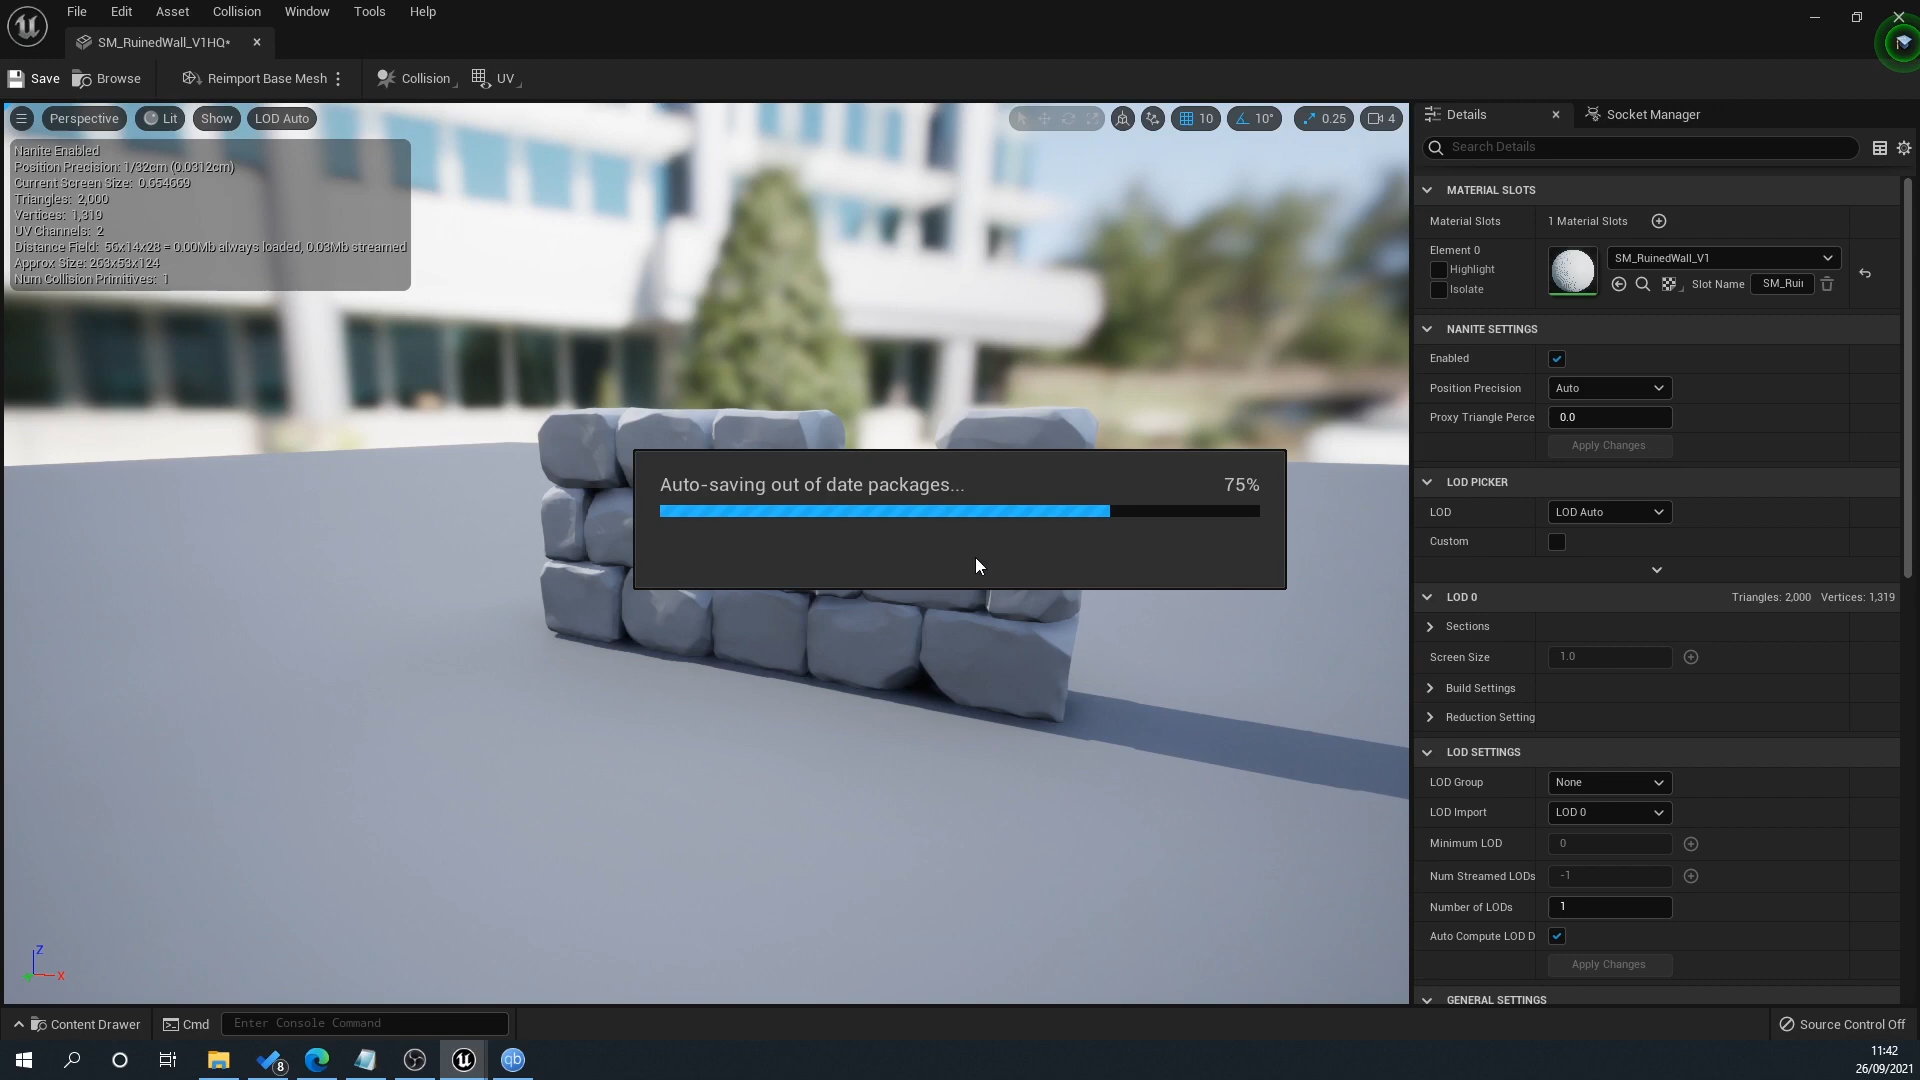 File Edit Asset Collision Window Tools Help
SM_RuinedWall_V1HQ*
Save Browse Reimport Base Mesh Collision UV
Perspective Lit Show LOD Auto 10 10° 0.25 4
Nanite Enabled
Position Precision: 1/32cm (0.0312cm)
Current Screen Size: 0.654669
Triangles: 2,000
Vertices: 1,319
UV Channels: 2
Distance Field: 56x14x28 = 0.00Mb always loaded, 0.03Mb streamed
Approx Size: 263x53x124
Num Collision Primitives: 1
Auto-saving out of date packages... 75%
Z
X
Details Socket Manager
Search Details
MATERIAL SLOTS
Material Slots 1 Material Slots
Element 0
Highlight
Isolate
SM_RuinedWall_V1
Slot Name SM_Rui
NANITE SETTINGS
Enabled
Position Precision Auto
Proxy Triangle Perce 0.0
Apply Changes
LOD PICKER
LOD LOD Auto
Custom
LOD 0 Triangles: 2,000 Vertices: 1,319
Sections
Screen Size 1.0
Build Settings
Reduction Setting
LOD SETTINGS
LOD Group None
LOD Import LOD 0
Minimum LOD 0
Num Streamed LODs -1
Number of LODs 1
Auto Compute LOD D
Apply Changes
GENERAL SETTINGS
Content Drawer Cmd Enter Console Command Source Control Off
8 qb
11:42
26/09/2021